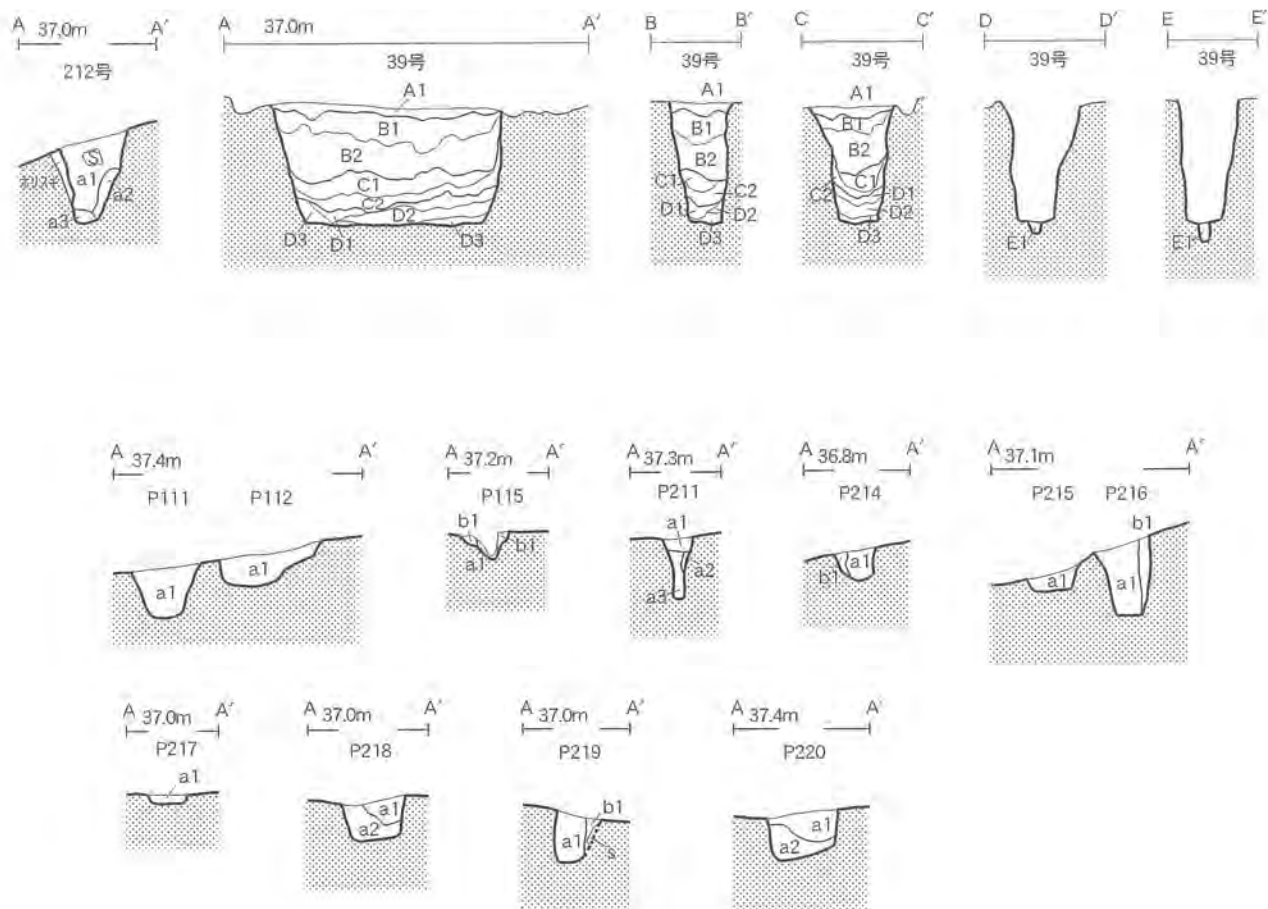 A 37.0m A'
212号
S
a1
a2
a3
ホリスギ
A 37.0m A'
39号
A1
B1
B2
C1
C2
D2
D3 D1 D3
B B'
39号
A1
B1
B2
C1
C2
D1 D2
D3
C C'
39号
A1
B1
B2
C1
C2 D1
D2
D3
D D'
39号
E1
E E'
39号
E1
A 37.4m A'
P111 P112
a1 a1
A 37.2m A'
P115
b1
b1
a1
A 37.3m A'
P211
a1
a2
a3
A 36.8m A'
P214
a1
b1
A 37.1m A'
P215 P216
b1
a1 a1
A 37.0m A'
P217
a1
A 37.0m A'
P218
a1
a2
A 37.0m A'
P219
b1
a1
s
A 37.4m A'
P220
a1
a2